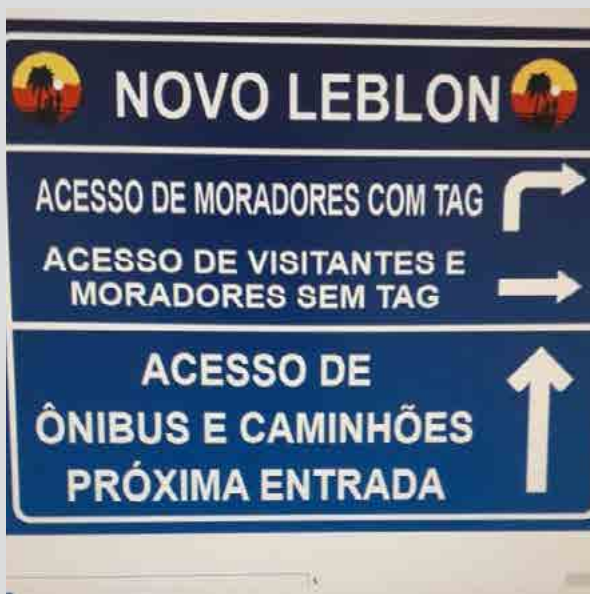 NOVO LEBLON
ACESSO DE MORADORES COM TAG
ACESSO DE VISITANTES E
MORADORES SEM TAG
ACESSO DE
ÔNIBUS E CAMINHÕES
PRÓXIMA ENTRADA